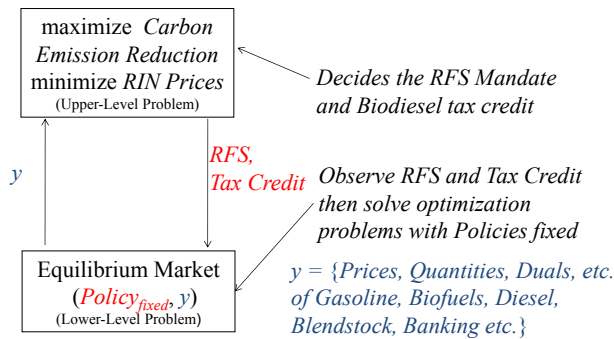 maximize Carbon
Emission Reduction
minimize RIN Prices
(Upper-Level Problem)
Decides the RFS Mandate
and Biodiesel tax credit
y
RFS,
Tax Credit
Observe RFS and Tax Credit
then solve optimization
problems with Policies fixed
Equilibrium Market
(Policy_fixed, y)
(Lower-Level Problem)
y = {Prices, Quantities, Duals, etc.
of Gasoline, Biofuels, Diesel,
Blendstock, Banking etc.}